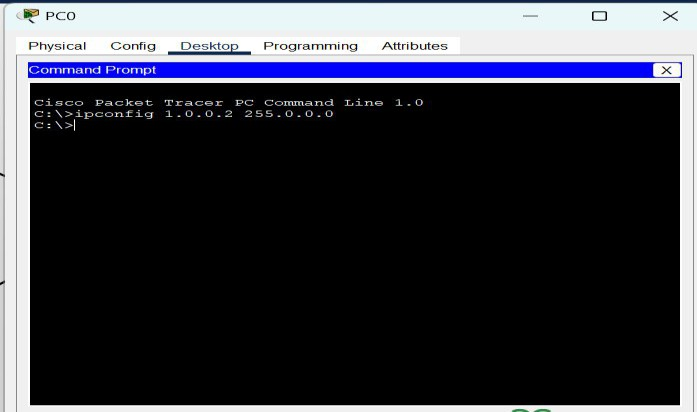 PC0
Physical Config Desktop Programming Attributes
Command Prompt
X
Cisco Packet Tracer PC Command Line 1.0
C:\>ipconfig 1.0.0.2 255.0.0.0
C:\>